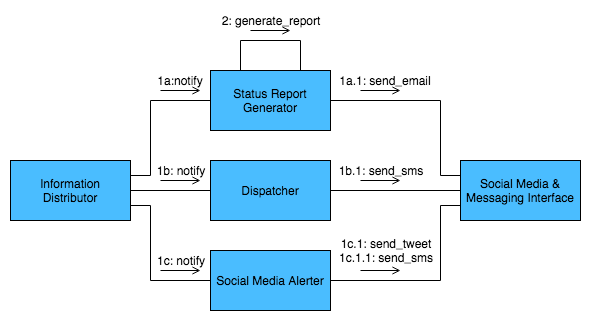 2: generate_report
1a:notify
Status Report
Generator
1a.1: send_email
Information
Distributor
1b: notify
Dispatcher
1b.1: send_sms
Social Media &
Messaging Interface
1c: notify
Social Media Alerter
1c.1: send_tweet
1c.1.1: send_sms